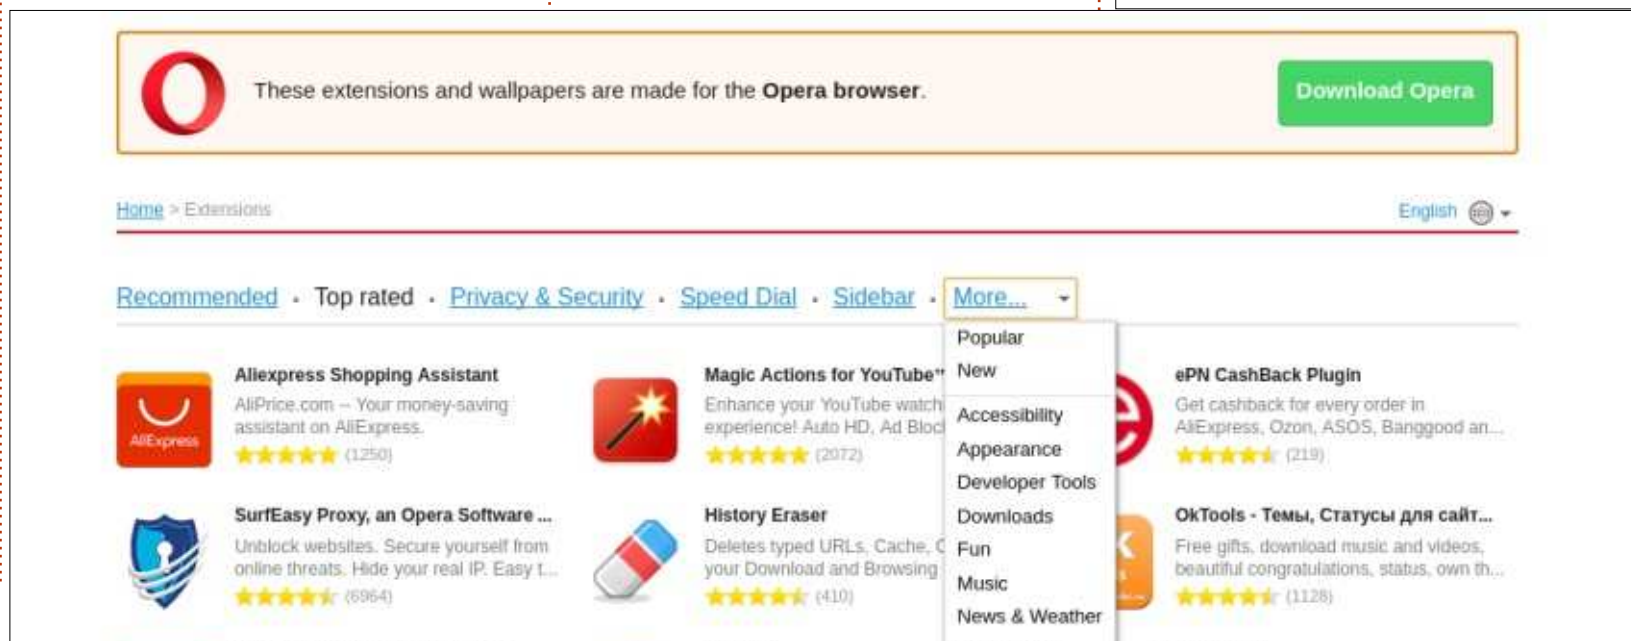 These extensions and wallpapers are made for the Opera browser.
Download Opera
Home > Extensions
English
Recommended · Top rated · Privacy & Security · Speed Dial · Sidebar · More...
Popular
New
Accessibility
Appearance
Developer Tools
Downloads
Fun
Music
News & Weather
AliExpress
Aliexpress Shopping Assistant
AliPrice.com – Your money-saving
assistant on AliExpress.
(1250)
Magic Actions for YouTube™
Enhance your YouTube watch
experience! Auto HD, Ad Bloc
(2072)
ePN CashBack Plugin
Get cashback for every order in
AliExpress, Ozon, ASOS, Banggood an...
(219)
SurfEasy Proxy, an Opera Software ...
Unblock websites. Secure yourself from
online threats. Hide your real IP. Easy t...
(6964)
History Eraser
Deletes typed URLs, Cache, C
your Download and Browsing
(410)
OkTools - Темы, Статусы для сайт...
Free gifts, download music and videos,
beautiful congratulations, status, own th...
(1128)